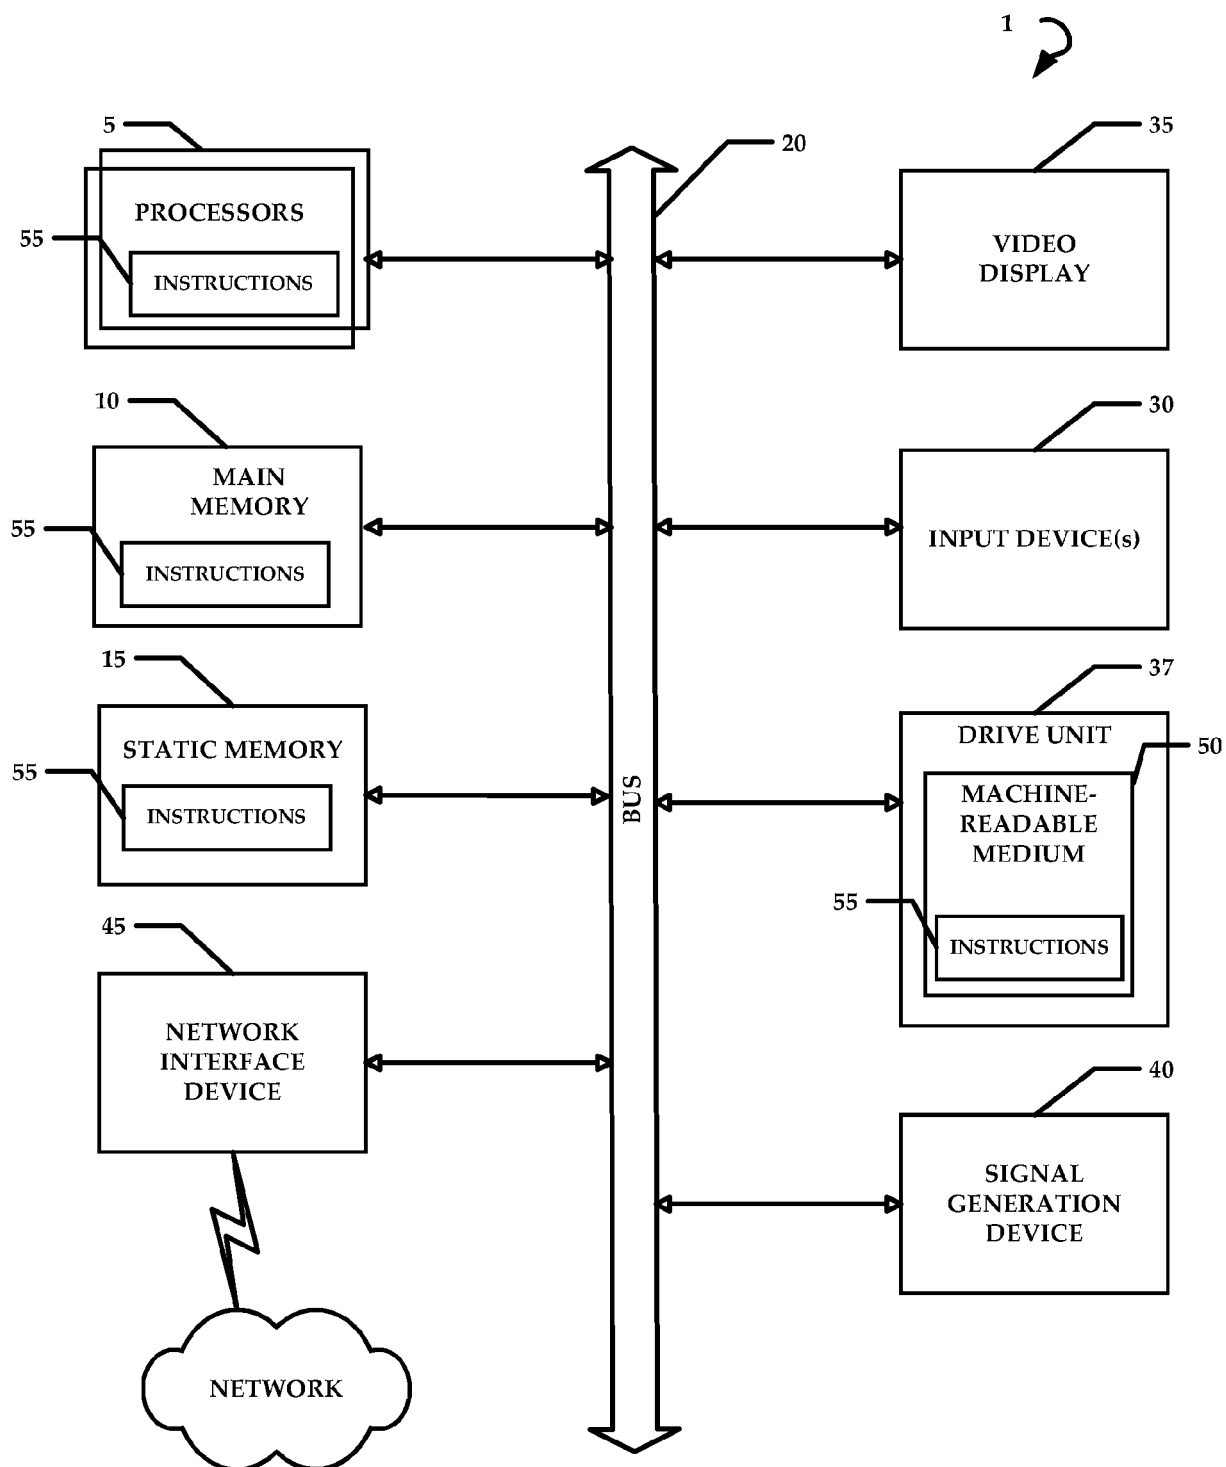 1
5
PROCESSORS
55
INSTRUCTIONS
10
MAIN
MEMORY
55
INSTRUCTIONS
15
STATIC MEMORY
55
INSTRUCTIONS
45
NETWORK
INTERFACE
DEVICE
NETWORK
20
BUS
35
VIDEO
DISPLAY
30
INPUT DEVICE(s)
37
DRIVE UNIT
50
MACHINE-
READABLE
MEDIUM
55
INSTRUCTIONS
40
SIGNAL
GENERATION
DEVICE